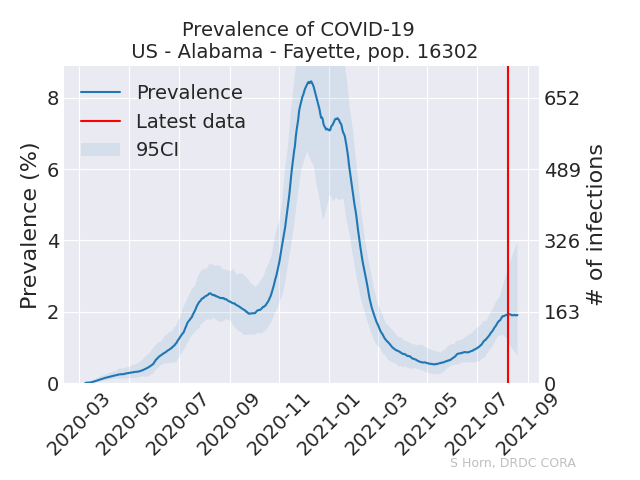 Prevalence of COVID-19
US - Alabama - Fayette, pop. 16302
Prevalence
Latest data
95CI
Prevalence (%)
8
6
4
2
0
# of infections
652
489
326
163
0
2020-03
2020-05
2020-07
2020-09
2020-11
2021-01
2021-03
2021-05
2021-07
2021-09
S Horn, DRDC CORA